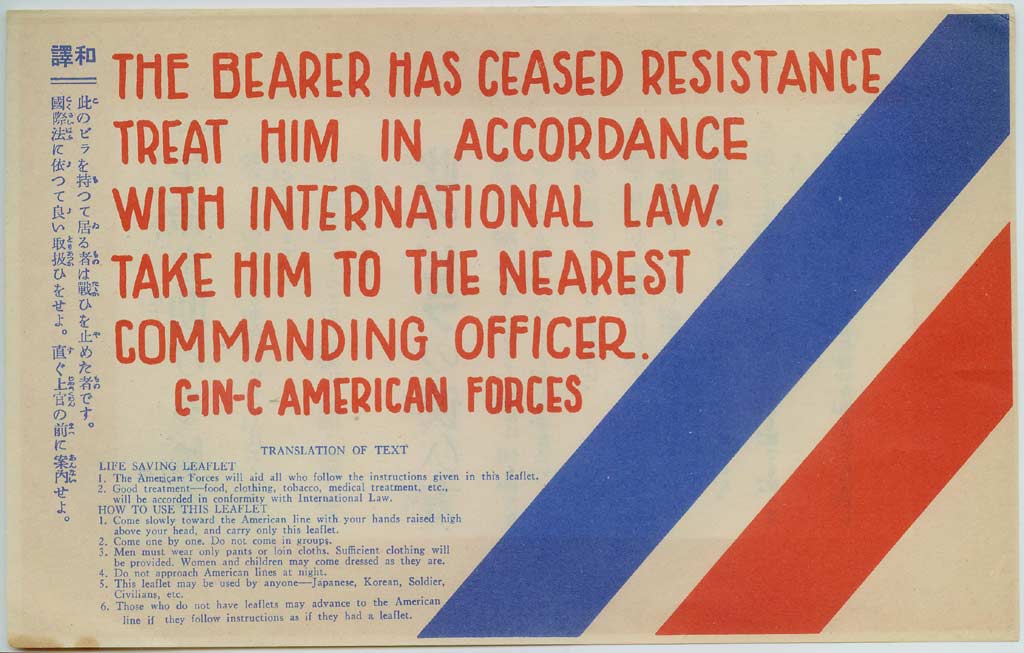 THE BEARER HAS CEASED RESISTANCE
TREAT HIM IN ACCORDANCE
WITH INTERNATIONAL LAW.
TAKE HIM TO THE NEAREST
COMMANDING OFFICER.
C-IN-C AMERICAN FORCES
和譯
此のビラを持つて居る者は戰ひを止めた者です。
國際法に依つて良い取扱ひをせよ。直ぐ上官の前に案內せよ。
TRANSLATION OF TEXT
LIFE SAVING LEAFLET
1. The American Forces will aid all who follow the instructions given in this leaflet.
2. Good treatment—food, clothing, tobacco, medical treatment, etc.,
will be accorded in conformity with International Law.
HOW TO USE THIS LEAFLET
1. Come slowly toward the American line with your hands raised high
above your head, and carry only this leaflet.
2. Come one by one. Do not come in groups.
3. Men must wear only pants or loin cloths. Sufficient clothing will
be provided. Women and children may come dressed as they are.
4. Do not approach American lines at night.
5. This leaflet may be used by anyone—Japanese, Korean, Soldier,
Civilians, etc.
6. Those who do not have leaflets may advance to the American
line if they follow instructions as if they had a leaflet.